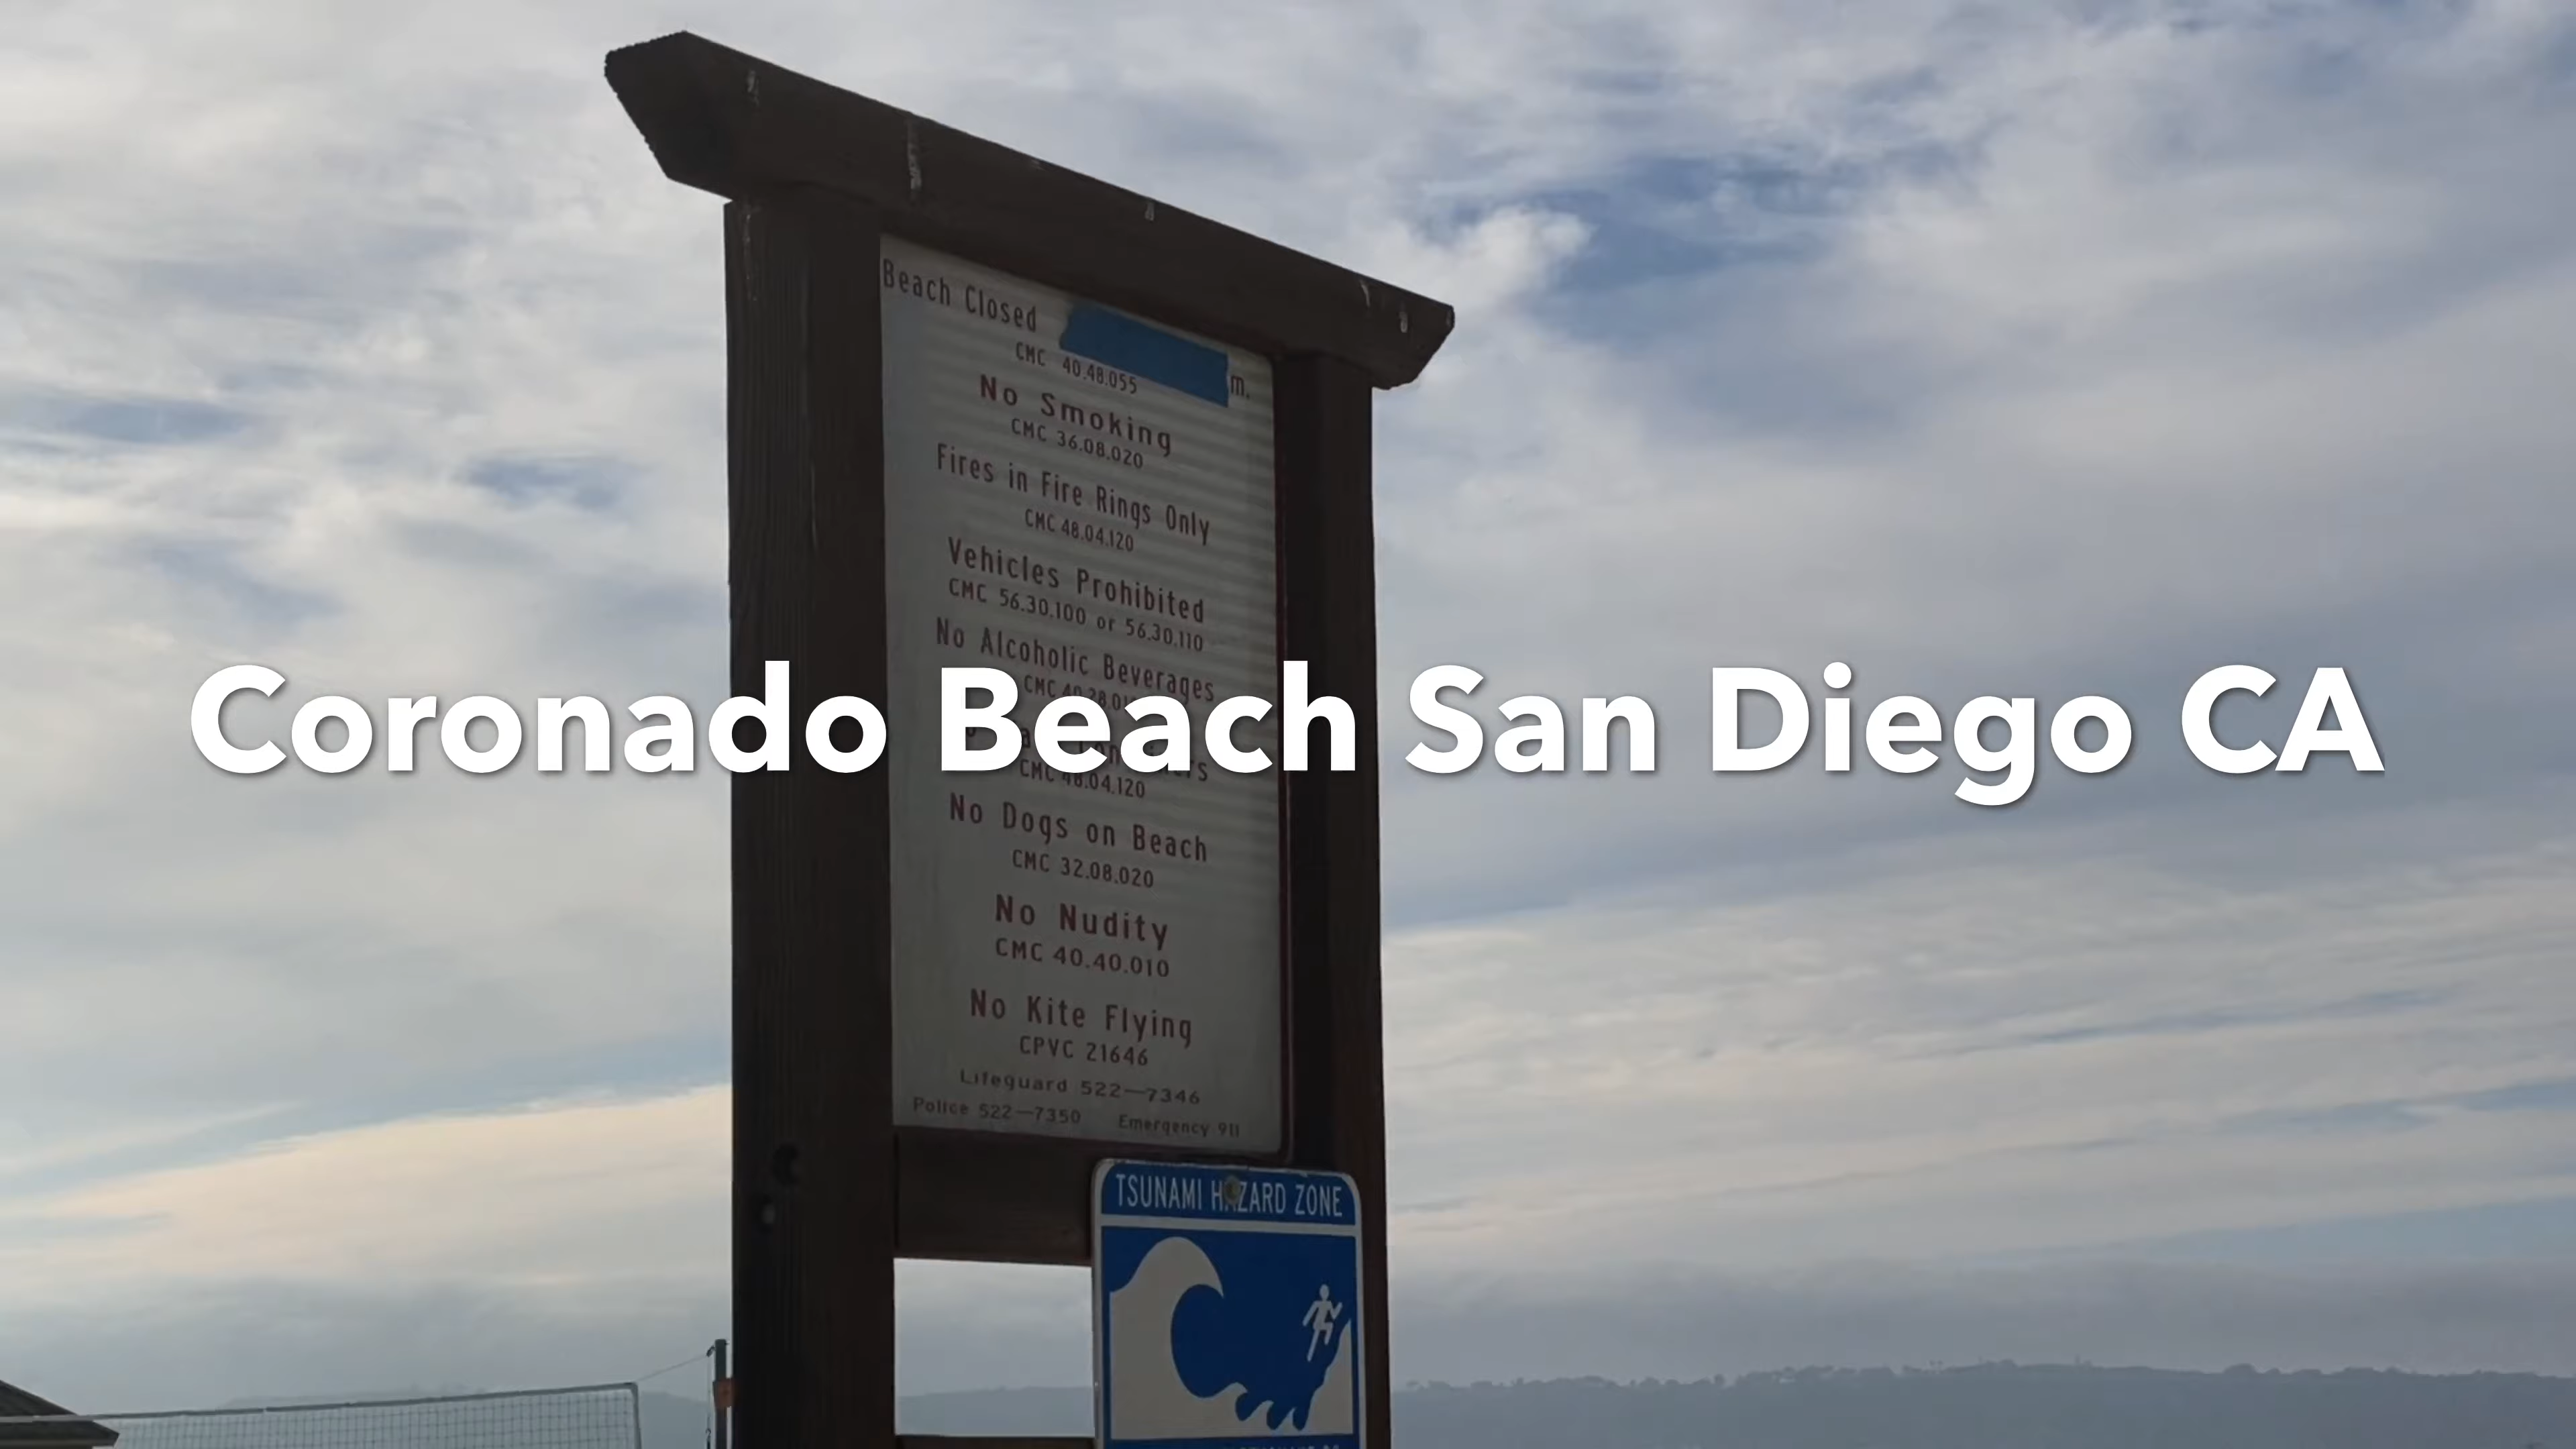 Beach Closed m.
CMC 40.48.055
No Smoking
CMC 36.08.020
Fires in Fire Rings Only
CMC 48.04.120
Vehicles Prohibited
CMC 56.30.100 or 56.30.110
No Alcoholic Beverages
Coronado Beach San Diego CA
CMC 48.04.120
No Dogs on Beach
CMC 32.08.020
No Nudity
CMC 40.40.010
No Kite Flying
CPVC 21646
Lifeguard 522—7346
Police 522—7350 Emergency 911
TSUNAMI HAZARD ZONE